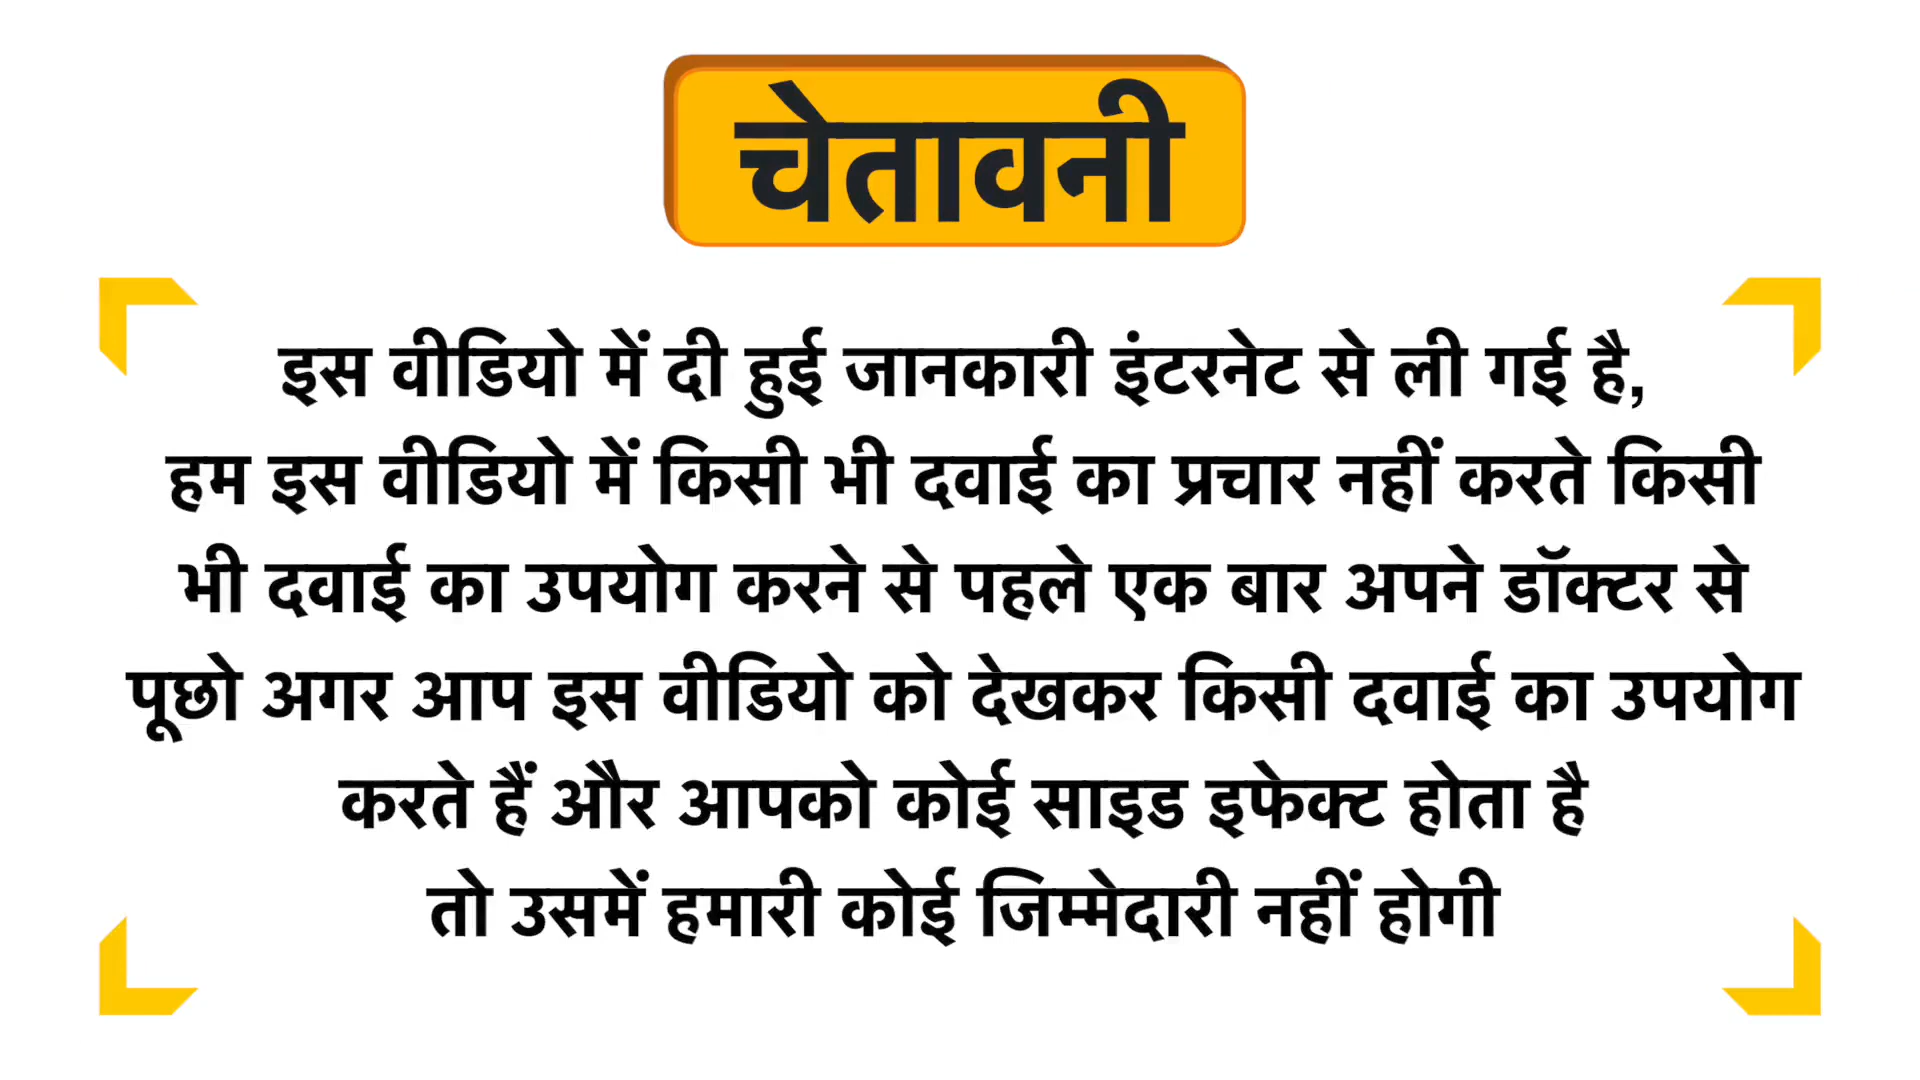 चेतावनी
इस वीडियो में दी हुई जानकारी इंटरनेट से ली गई है,
हम इस वीडियो में किसी भी दवाई का प्रचार नहीं करते किसी
भी दवाई का उपयोग करने से पहले एक बार अपने डॉक्टर से
पूछो अगर आप इस वीडियो को देखकर किसी दवाई का उपयोग
करते हैं और आपको कोई साइड इफेक्ट होता है
तो उसमें हमारी कोई जिम्मेदारी नहीं होगी